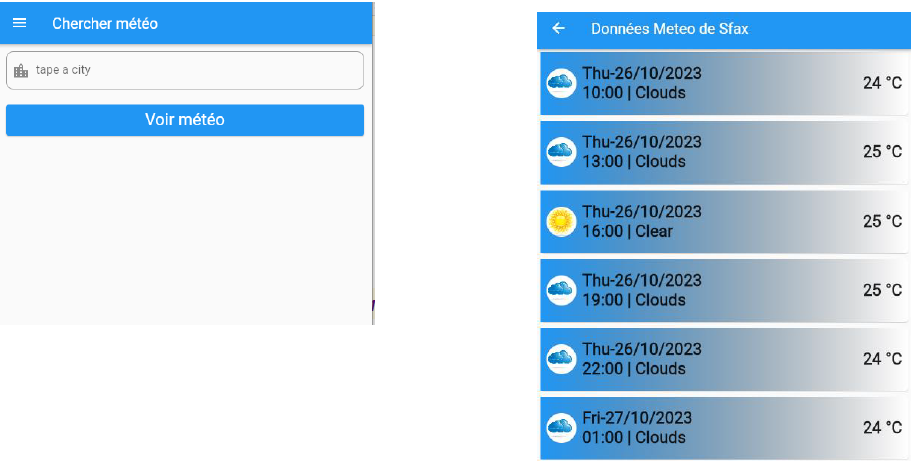 Chercher météo
tape a city
Voir météo
Données Meteo de Sfax
Thu-26/10/2023
10:00 | Clouds
24 °C
Thu-26/10/2023
13:00 | Clouds
25 °C
Thu-26/10/2023
16:00 | Clear
25 °C
Thu-26/10/2023
19:00 | Clouds
25 °C
Thu-26/10/2023
22:00 | Clouds
24 °C
Fri-27/10/2023
01:00 | Clouds
24 °C